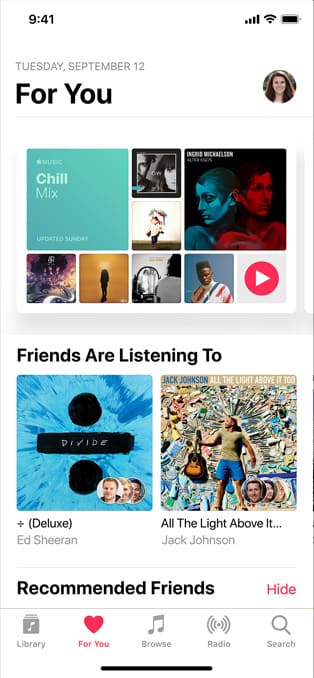 9:41
TUESDAY, SEPTEMBER 12
For You
MUSIC
Chill
Mix
UPDATED SUNDAY
INGRID MICHAELSON
ALTER EGOS
Friends Are Listening To
DIVIDE
JACK JOHNSON ALL THE LIGHT ABOVE IT TOO
÷ (Deluxe)
Ed Sheeran
All The Light Above It...
Jack Johnson
Recommended Friends
Hide
Library
For You
Browse
Radio
Search